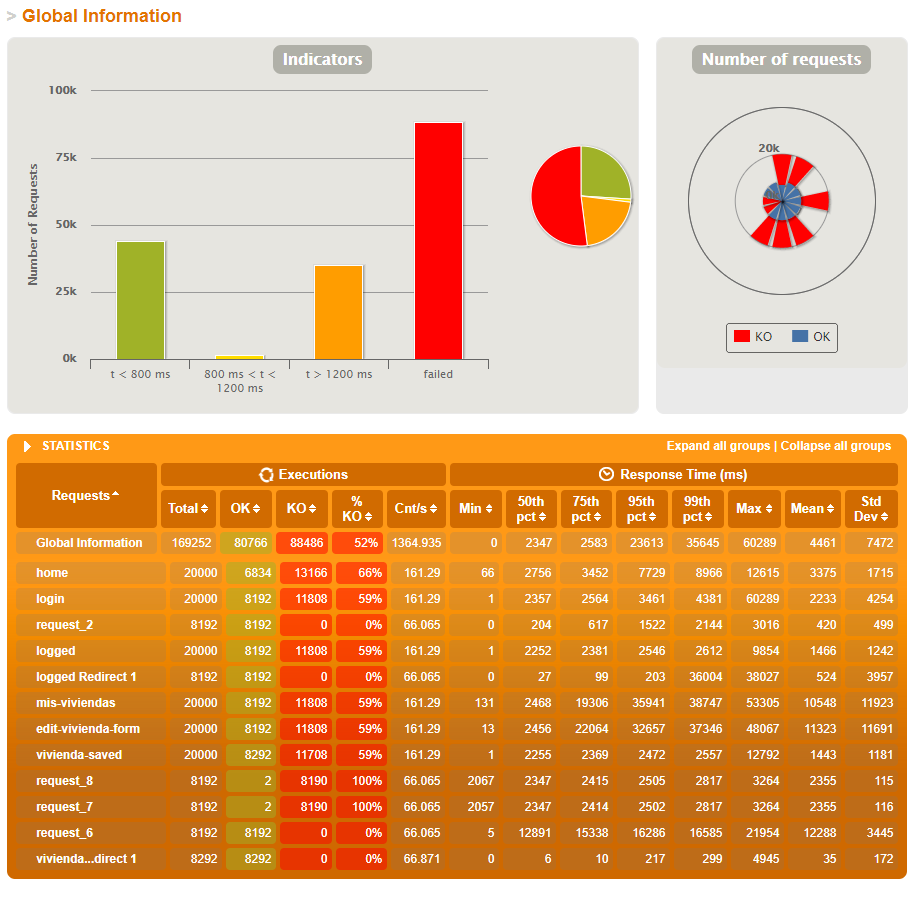 > Global Information
Indicators
100k
75k
50k
25k
0k
Number of Requests
t < 800 ms
800 ms < t <
1200 ms
t > 1200 ms
failed
Number of requests
20k
KO OK
STATISTICS Expand all groups | Collapse all groups
Requests Executions Response Time (ms)
Total OK KO % KO Cnt/s Min 50th pct 75th pct 95th pct 99th pct Max Mean Std Dev
Global Information 169252 80766 88486 52% 1364.935 0 2347 2583 23613 35645 60289 4461 7472
home 20000 6834 13166 66% 161.29 66 2756 3452 7729 8966 12615 3375 1715
login 20000 8192 11808 59% 161.29 1 2357 2564 3461 4381 60289 2233 4254
request_2 8192 8192 0 0% 66.065 0 204 617 1522 2144 3016 420 499
logged 20000 8192 11808 59% 161.29 1 2252 2381 2546 2612 9854 1466 1242
logged Redirect 1 8192 8192 0 0% 66.065 0 27 99 203 36004 38027 524 3957
mis-viviendas 20000 8192 11808 59% 161.29 131 2468 19306 35941 38747 53305 10548 11923
edit-vivienda-form 20000 8192 11808 59% 161.29 13 2456 22064 32657 37346 48067 11323 11691
vivienda-saved 20000 8292 11708 59% 161.29 1 2255 2369 2472 2557 12792 1443 1181
request_8 8192 2 8190 100% 66.065 2067 2347 2415 2505 2817 3264 2355 115
request_7 8192 2 8190 100% 66.065 2057 2347 2414 2502 2817 3264 2355 116
request_6 8192 8192 0 0% 66.065 5 12891 15338 16286 16585 21954 12288 3445
vivienda...direct 1 8292 8292 0 0% 66.871 0 6 10 217 299 4945 35 172